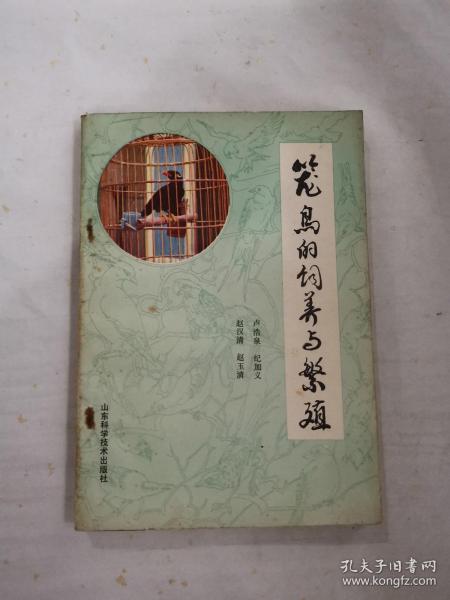 笼鸟的饲养与繁殖
卢浩泉 纪加义
赵汉清 赵玉清
山东科学技术出版社
孔夫子旧书网
www.kongfz.com